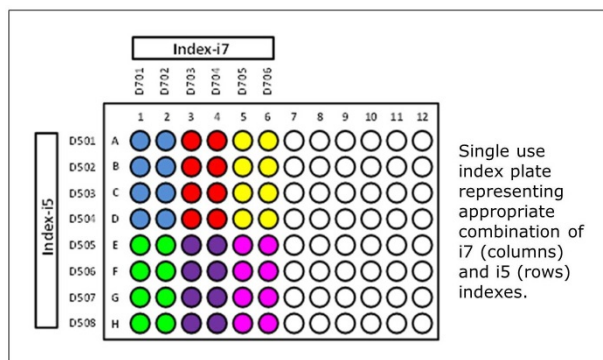 Index-i7
D701 D702 D703 D704 D705 D706
1 2 3 4 5 6 7 8 9 10 11 12
Index-i5
D501 A
D502 B
D503 C
D504 D
D505 E
D506 F
D507 G
D508 H
Single use
index plate
representing
appropriate
combination of
i7 (columns)
and i5 (rows)
indexes.